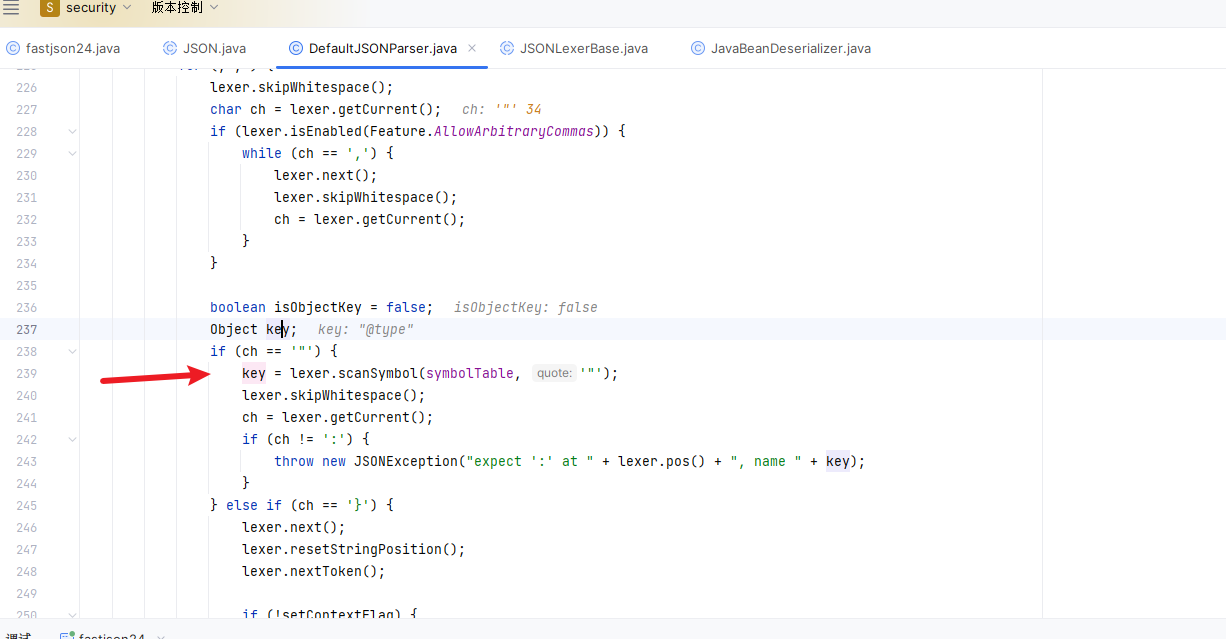 S security 版本控制
fastjson24.java JSON.java DefaultJSONParser.java JSONLexerBase.java JavaBeanDeserializer.java
226 lexer.skipWhitespace();
227 char ch = lexer.getCurrent(); ch: '"' 34
228 if (lexer.isEnabled(Feature.AllowArbitraryCommas)) {
229 while (ch == ',') {
230 lexer.next();
231 lexer.skipWhitespace();
232 ch = lexer.getCurrent();
233 }
234 }
235
236 boolean isObjectKey = false; isObjectKey: false
237 Object key; key: "@type"
238 if (ch == '"') {
239 key = lexer.scanSymbol(symbolTable, quote: '"');
240 lexer.skipWhitespace();
241 ch = lexer.getCurrent();
242 if (ch != ':') {
243 throw new JSONException("expect ':' at " + lexer.pos() + ", name " + key);
244 }
245 } else if (ch == '}') {
246 lexer.next();
247 lexer.resetStringPosition();
248 lexer.nextToken();
249
250 if (!setContextFlag) {
调试 fastjson24